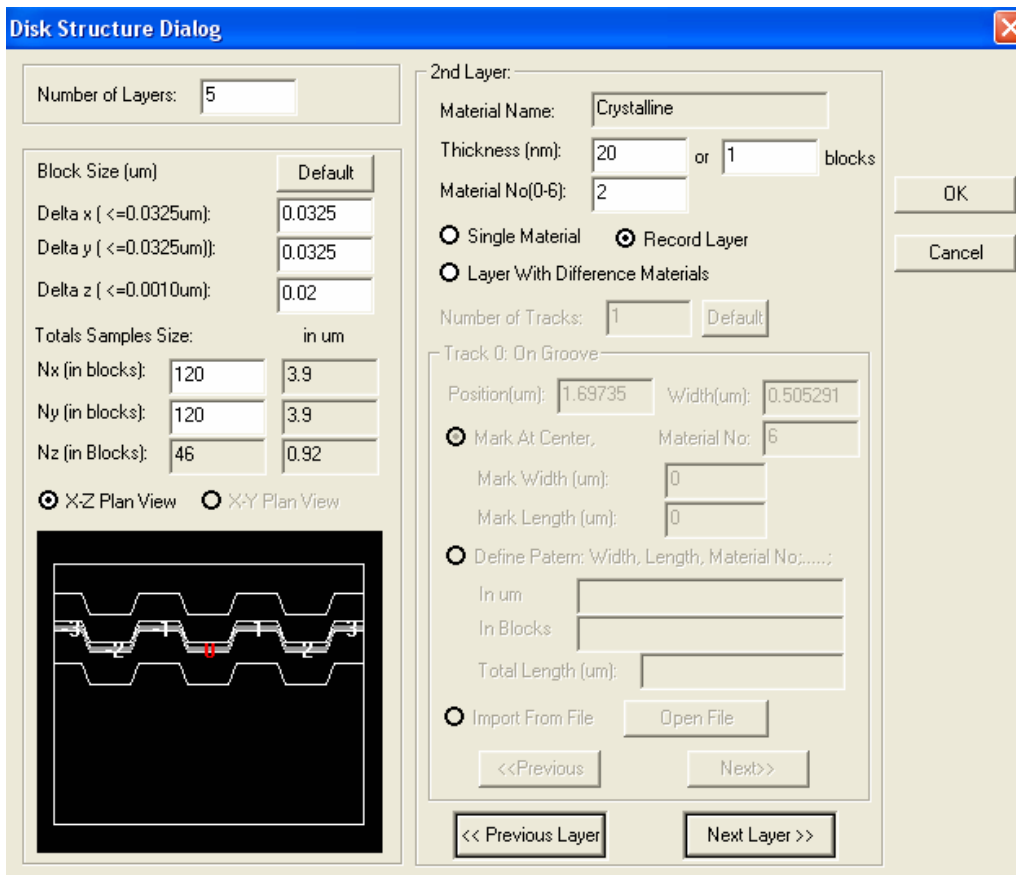 Disk Structure Dialog
Number of Layers: 5
Block Size (um) Default
Delta x ( <=0.0325um): 0.0325
Delta y ( <=0.0325um)): 0.0325
Delta z ( <=0.0010um): 0.02
Totals Samples Size: in um
Nx (in blocks): 120 3.9
Ny (in blocks): 120 3.9
Nz (in Blocks): 46 0.92
X-Z Plan View X-Y Plan View
-3 -2 -1 0 1 2 3
2nd Layer:
Material Name: Crystalline
Thickness (nm): 20 or 1 blocks
Material No(0-6): 2
Single Material Record Layer
Layer With Difference Materials
Number of Tracks: 1 Default
Track 0: On Groove
Position(um): 1.69735 Width(um): 0.505291
Mark At Center, Material No: 6
Mark Width (um): 0
Mark Length (um): 0
Define Patern: Width, Length, Material No;.....;
In um
In Blocks
Total Length (um):
Import From File Open File
<<Previous Next>>
<< Previous Layer Next Layer >>
OK
Cancel